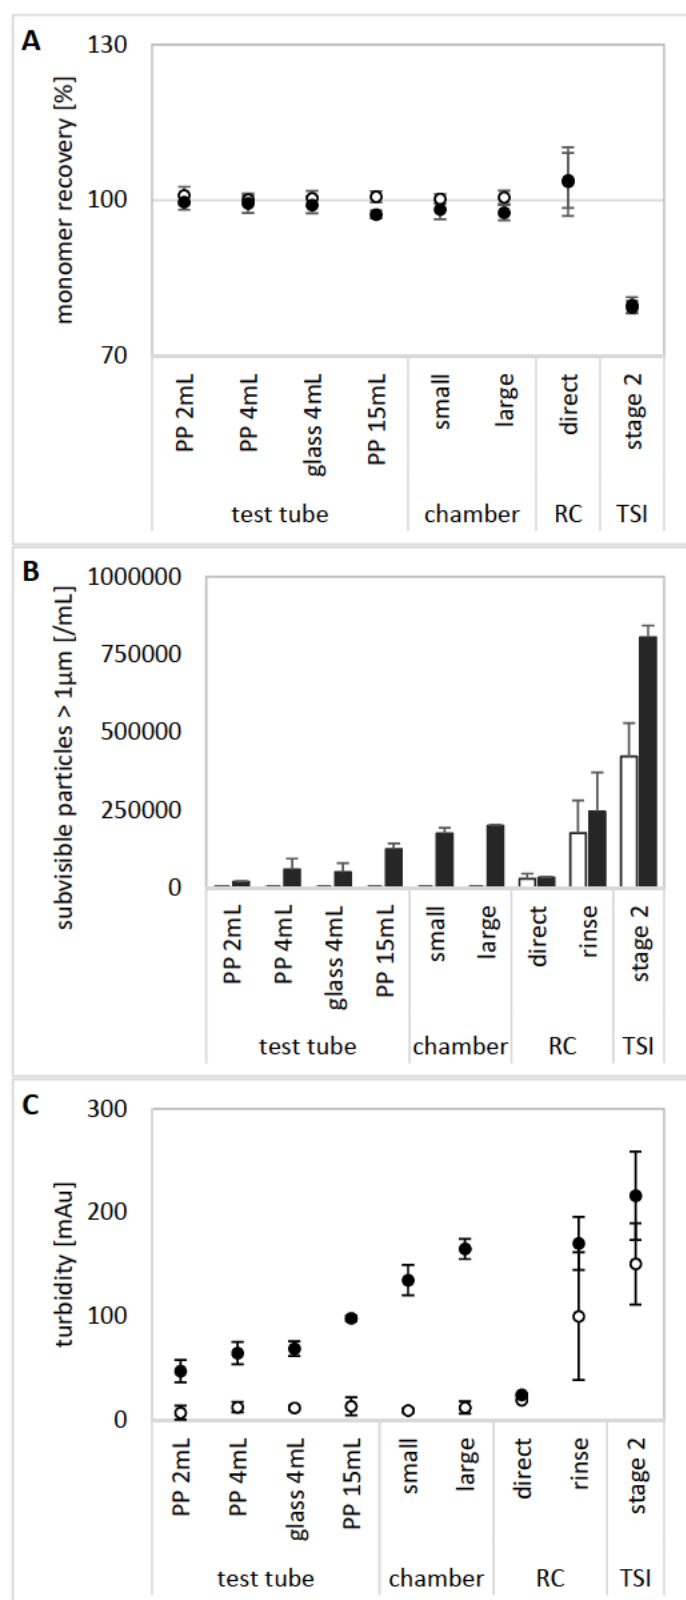 A
monomer recovery [%]
130
100
70
PP 2mL
PP 4mL
glass 4mL
PP 15mL
small
large
direct
stage 2
test tube
chamber
RC
TSI
B
subvisible particles > 1µm [/mL]
1000000
750000
500000
250000
0
PP 2mL
PP 4mL
glass 4mL
PP 15mL
small
large
direct
rinse
stage 2
test tube
chamber
RC
TSI
C
turbidity [mAu]
300
200
100
0
PP 2mL
PP 4mL
glass 4mL
PP 15mL
small
large
direct
rinse
stage 2
test tube
chamber
RC
TSI